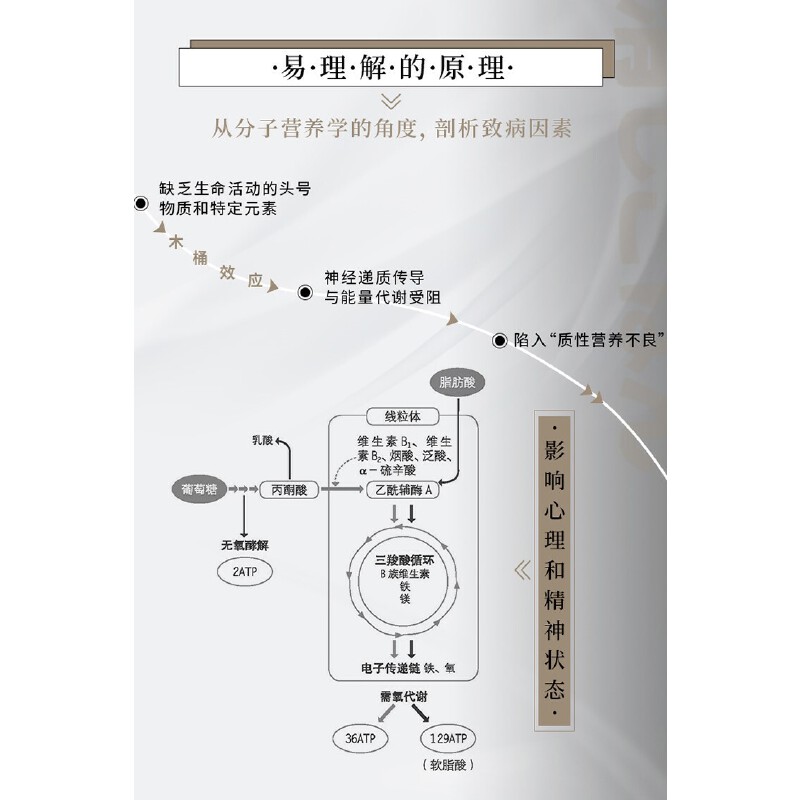 ·易·理·解·的·原·理·
从分子营养学的角度，剖析致病因素
缺乏生命活动的头号
物质和特定元素
木桶效应
神经递质传导
与能量代谢受阻
陷入“质性营养不良”
脂肪酸
线粒体
乳酸
维生素B₁、维生
素B₂、烟酸、泛酸、
α-硫辛酸
葡萄糖
丙酮酸
乙酰辅酶A
无氧酵解
2ATP
三羧酸循环
B族维生素
铁
镁
电子传递链 铁、氧
需氧代谢
36ATP
129ATP
（软脂酸）
·影响心理和精神状态·